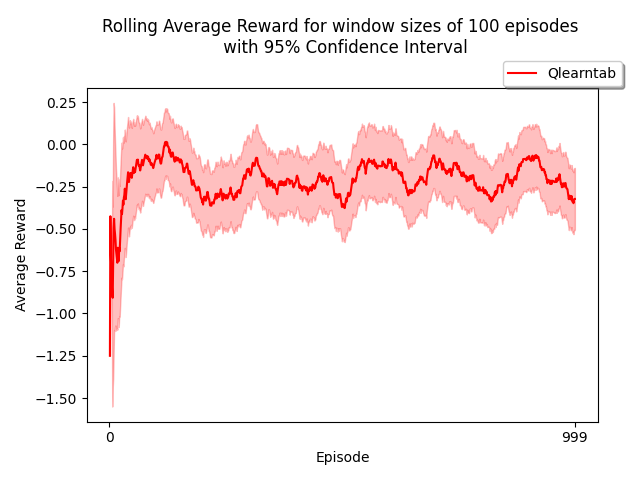 Rolling Average Reward for window sizes of 100 episodes
with 95% Confidence Interval
Qlearntab
0.25
0.00
−0.25
−0.50
−0.75
−1.00
−1.25
−1.50
Average Reward
0
999
Episode